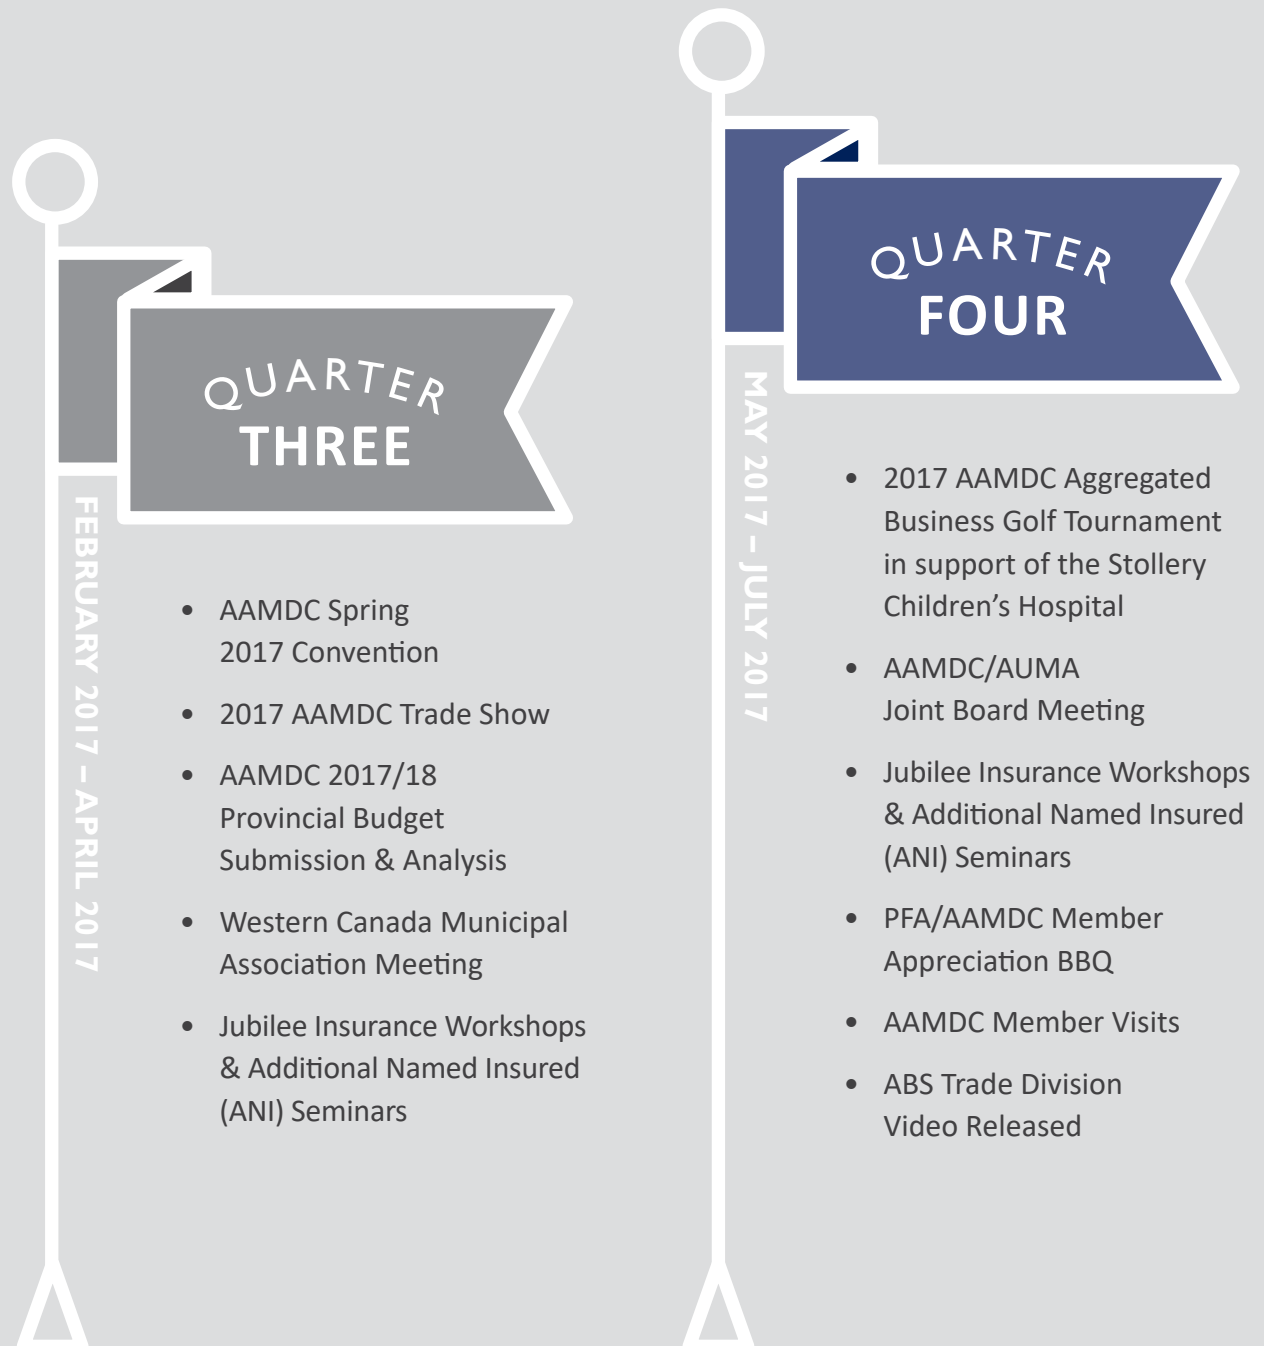 QUARTER
THREE
FEBRUARY 2017 – APRIL 2017
• AAMDC Spring
2017 Convention
• 2017 AAMDC Trade Show
• AAMDC 2017/18
Provincial Budget
Submission & Analysis
• Western Canada Municipal
Association Meeting
• Jubilee Insurance Workshops
& Additional Named Insured
(ANI) Seminars
QUARTER
FOUR
MAY 2017 – JULY 2017
• 2017 AAMDC Aggregated
Business Golf Tournament
in support of the Stollery
Children’s Hospital
• AAMDC/AUMA
Joint Board Meeting
• Jubilee Insurance Workshops
& Additional Named Insured
(ANI) Seminars
• PFA/AAMDC Member
Appreciation BBQ
• AAMDC Member Visits
• ABS Trade Division
Video Released